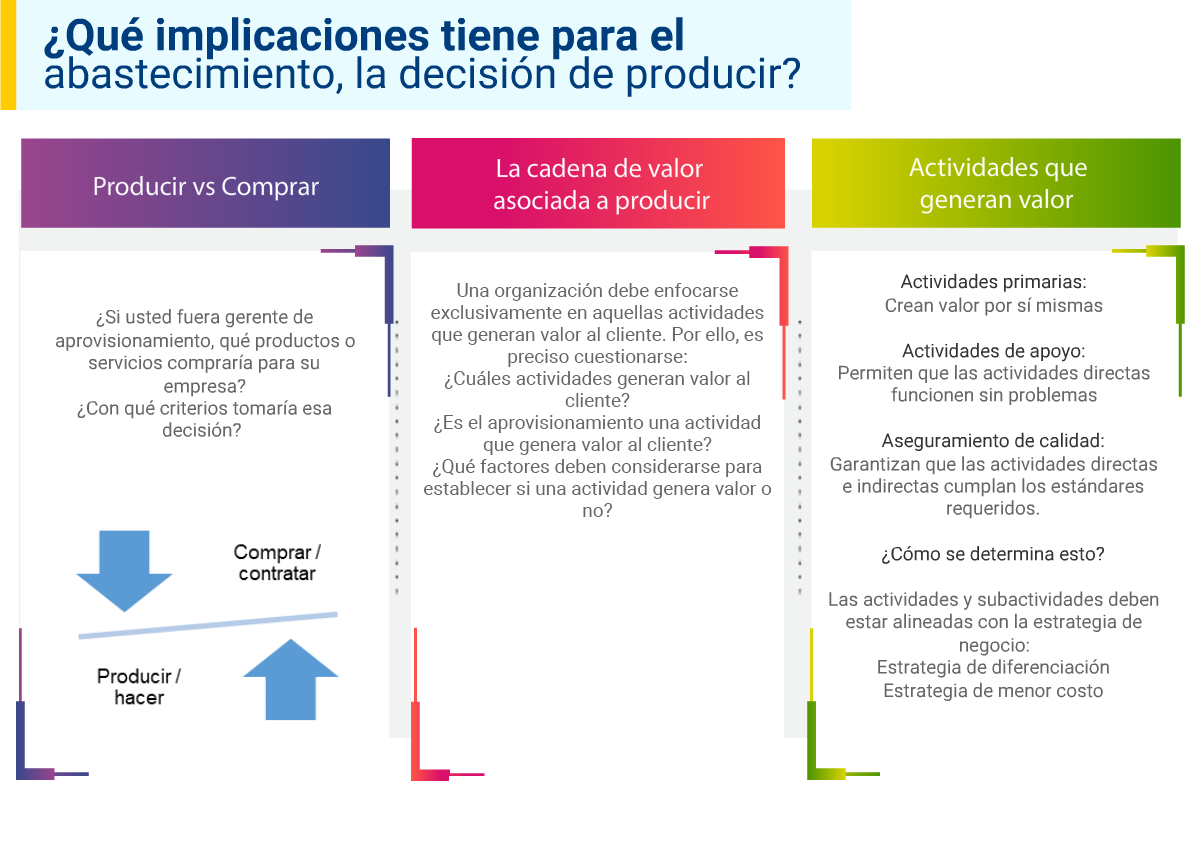 ¿Qué implicaciones tiene para el
abastecimiento, la decisión de producir?
Producir vs Comprar
¿Si usted fuera gerente de
aprovisionamiento, qué productos o
servicios compraría para su
empresa?
¿Con qué criterios tomaría esa
decisión?
Comprar /
contratar
Producir /
hacer
La cadena de valor
asociada a producir
Una organización debe enfocarse
exclusivamente en aquellas actividades
que generan valor al cliente. Por ello, es
preciso cuestionarse:
¿Cuáles actividades generan valor al
cliente?
¿Es el aprovisionamiento una actividad
que genera valor al cliente?
¿Qué factores deben considerarse para
establecer si una actividad genera valor o
no?
Actividades que
generan valor
Actividades primarias:
Crean valor por sí mismas
Actividades de apoyo:
Permiten que las actividades directas
funcionen sin problemas
Aseguramiento de calidad:
Garantizan que las actividades directas
e indirectas cumplan los estándares
requeridos.
¿Cómo se determina esto?
Las actividades y subactividades deben
estar alineadas con la estrategia de
negocio:
Estrategia de diferenciación
Estrategia de menor costo